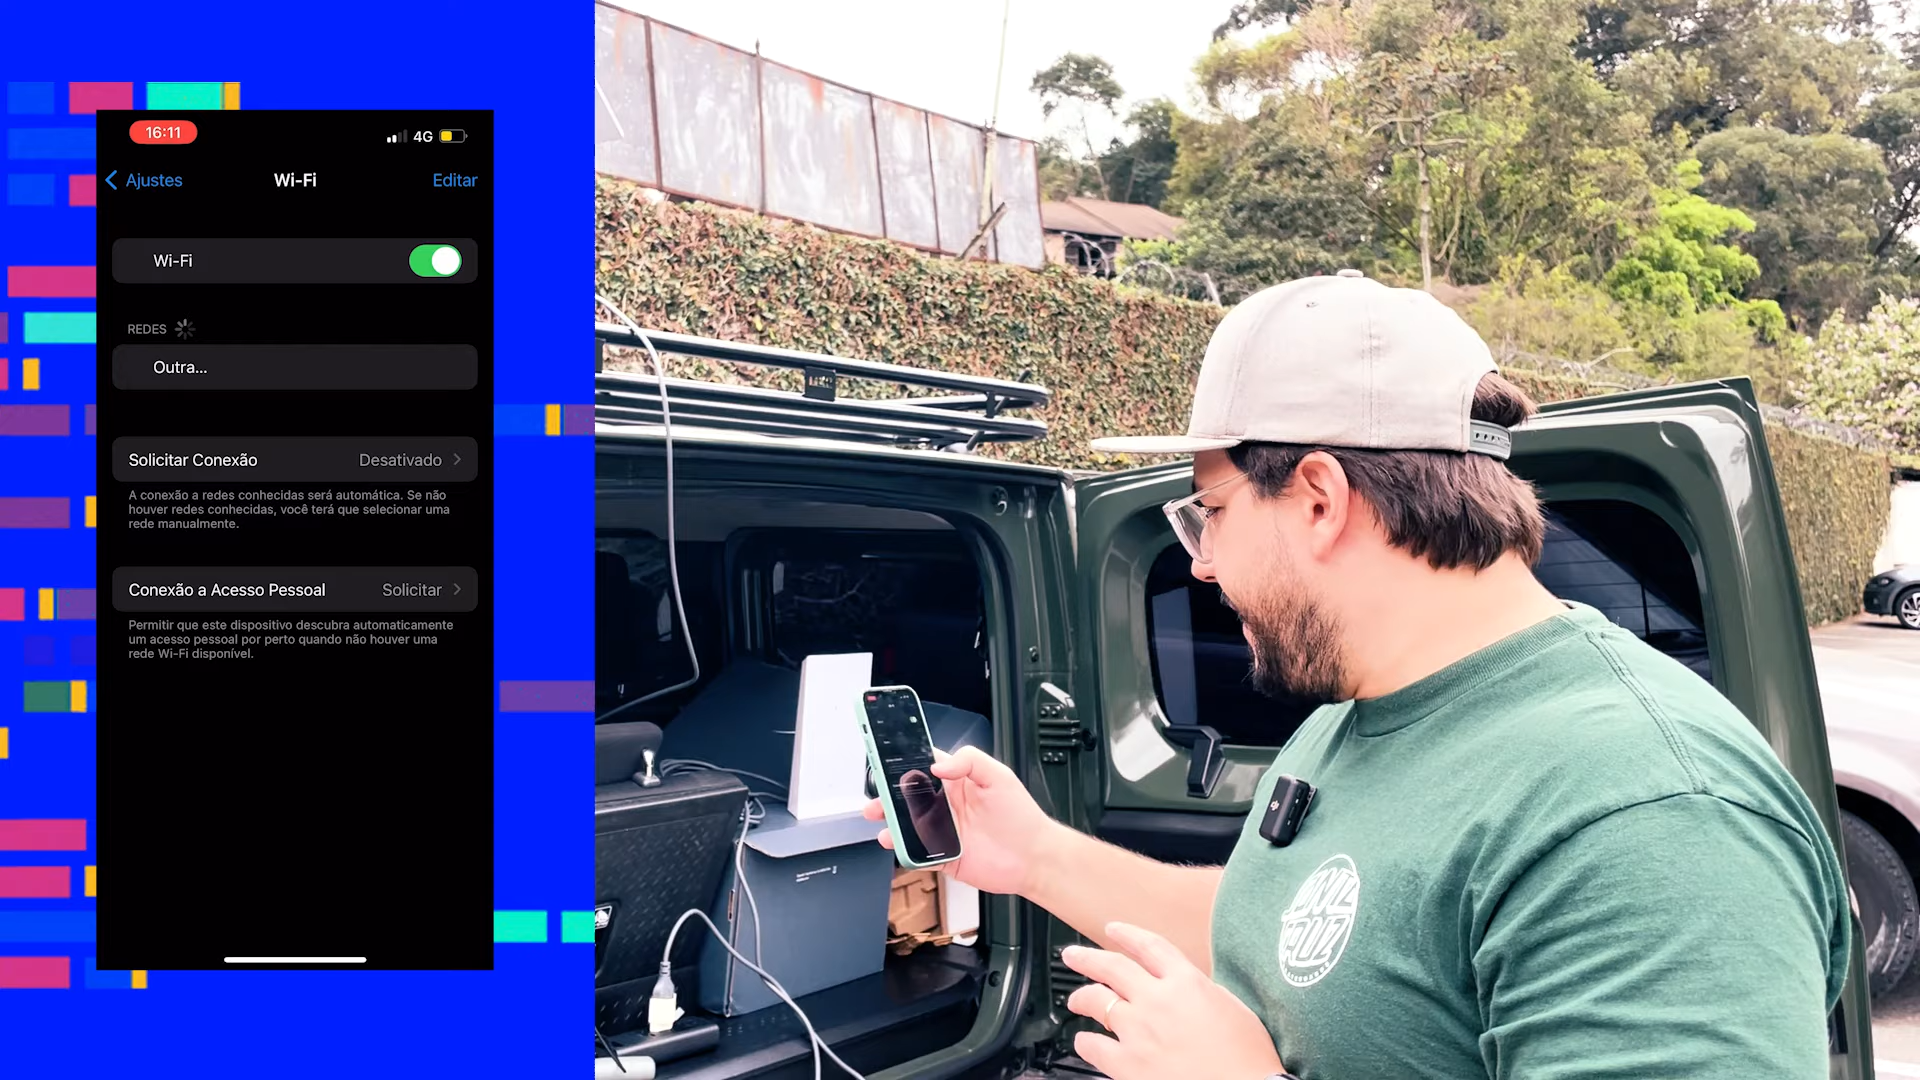 16:11
4G
Ajustes
Wi-Fi
Editar
Wi-Fi
REDES
Outra...
Solicitar Conexão
Desativado
A conexão a redes conhecidas será automática. Se não
houver redes conhecidas, você terá que selecionar uma
rede manualmente.
Conexão a Acesso Pessoal
Solicitar
Permitir que este dispositivo descubra automaticamente
um acesso pessoal por perto quando não houver uma
rede Wi-Fi disponível.